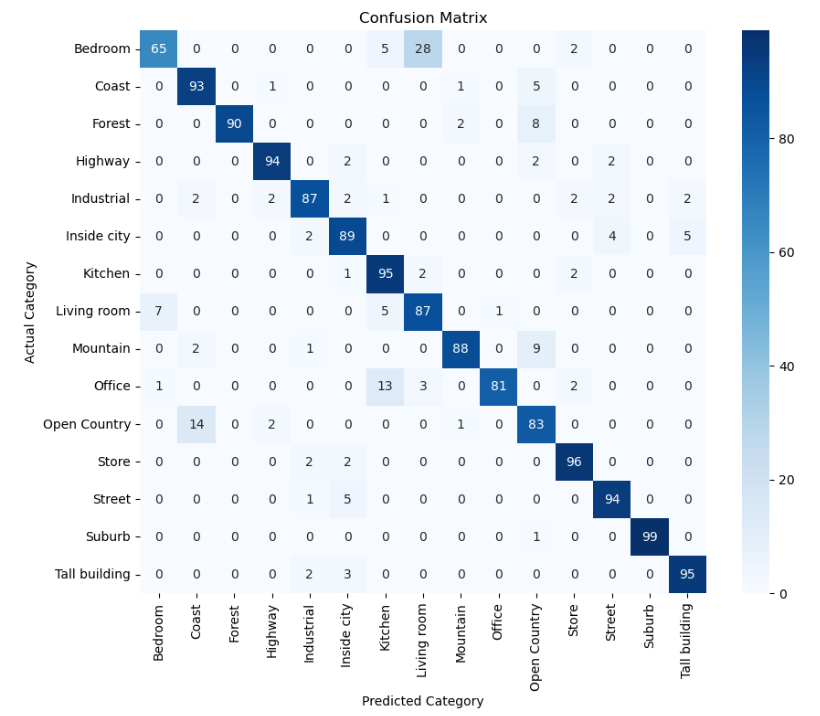 Confusion Matrix
Bedroom 65 0 0 0 0 0 5 28 0 0 0 2 0 0 0
Coast 0 93 0 1 0 0 0 0 1 0 5 0 0 0 0
Forest 0 0 90 0 0 0 0 0 2 0 8 0 0 0 0
Highway 0 0 0 94 0 2 0 0 0 0 2 0 2 0 0
Industrial 0 2 0 2 87 2 1 0 0 0 0 2 2 0 2
Inside city 0 0 0 0 2 89 0 0 0 0 0 0 4 0 5
Kitchen 0 0 0 0 0 1 95 2 0 0 0 2 0 0 0
Living room 7 0 0 0 0 0 5 87 0 1 0 0 0 0 0
Mountain 0 2 0 0 1 0 0 0 88 0 9 0 0 0 0
Office 1 0 0 0 0 0 13 3 0 81 0 2 0 0 0
Open Country 0 14 0 2 0 0 0 0 1 0 83 0 0 0 0
Store 0 0 0 0 2 2 0 0 0 0 0 96 0 0 0
Street 0 0 0 0 1 5 0 0 0 0 0 0 94 0 0
Suburb 0 0 0 0 0 0 0 0 0 0 1 0 0 99 0
Tall building 0 0 0 0 2 3 0 0 0 0 0 0 0 0 95
Bedroom
Coast
Forest
Highway
Industrial
Inside city
Kitchen
Living room
Mountain
Office
Open Country
Store
Street
Suburb
Tall building
Predicted Category
Actual Category
80
60
40
20
0